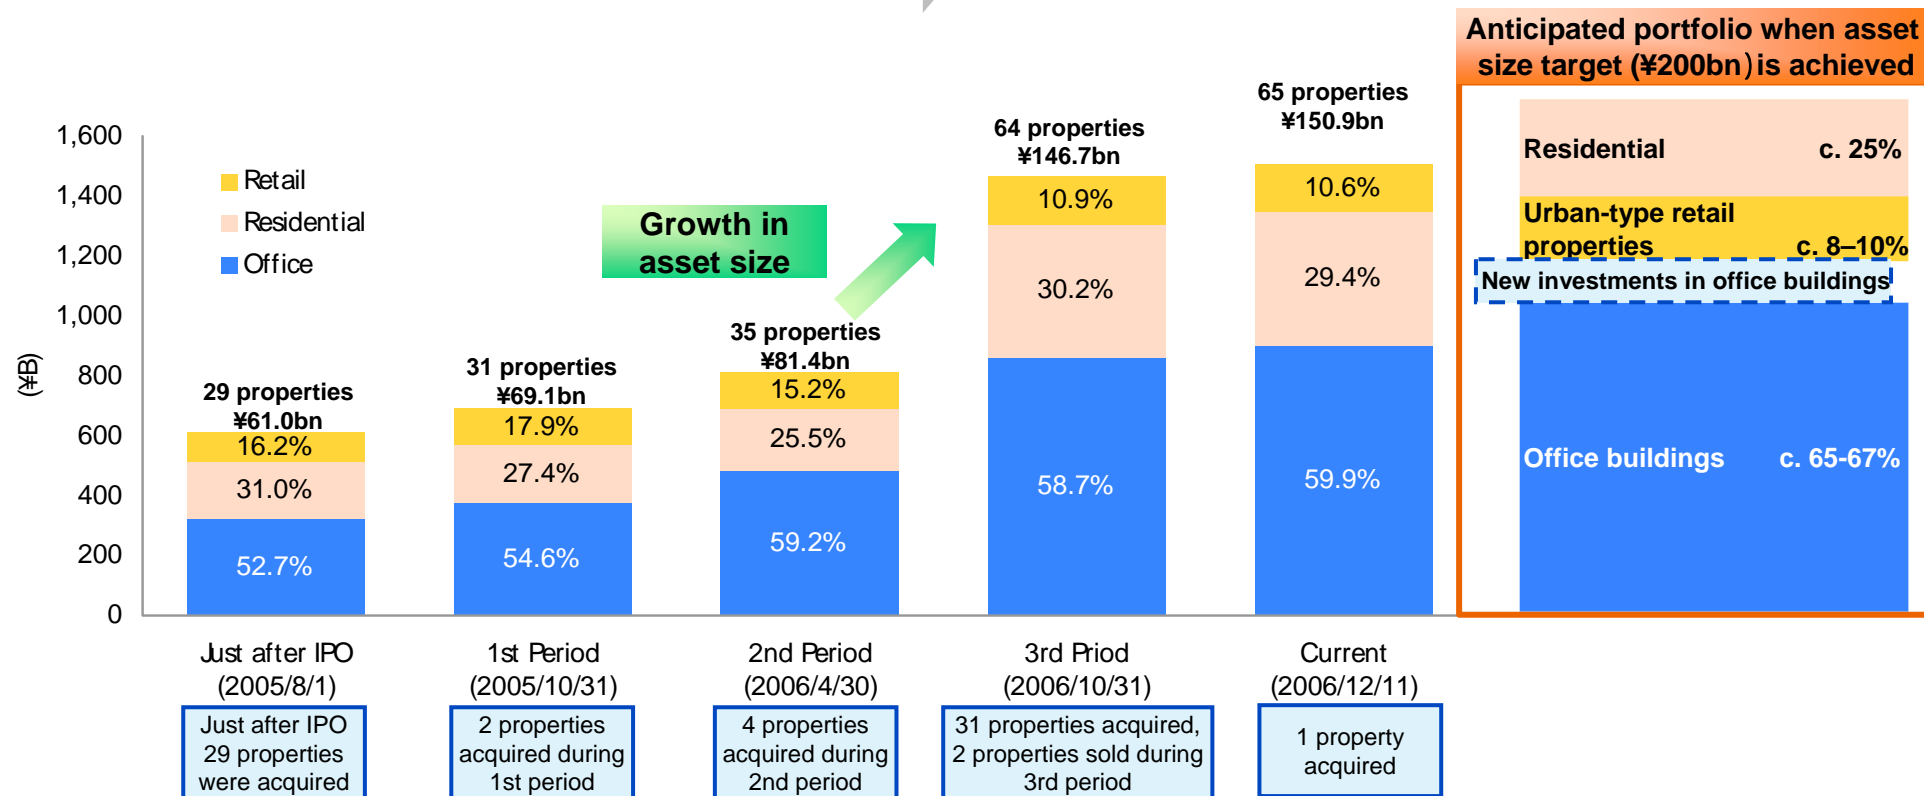 Anticipated portfolio when asset
size target (¥200bn) is achieved
65 properties
¥150.9bn
64 properties
¥146.7bn
35 properties
¥81.4bn
31 properties
¥69.1bn
29 properties
¥61.0bn
1,600
1,400
1,200
1,000
800
600
400
200
0
(¥B)
Retail
Residential
Office
Growth in
asset size
16.2%
31.0%
52.7%
17.9%
27.4%
54.6%
15.2%
25.5%
59.2%
10.9%
30.2%
58.7%
10.6%
29.4%
59.9%
Residential c. 25%
Urban-type retail
properties c. 8–10%
New investments in office buildings
Office buildings c. 65-67%
Just after IPO
(2005/8/1)
1st Period
(2005/10/31)
2nd Period
(2006/4/30)
3rd Priod
(2006/10/31)
Current
(2006/12/11)
Just after IPO
29 properties
were acquired
2 properties
acquired during
1st period
4 properties
acquired during
2nd period
31 properties acquired,
2 properties sold during
3rd period
1 property
acquired